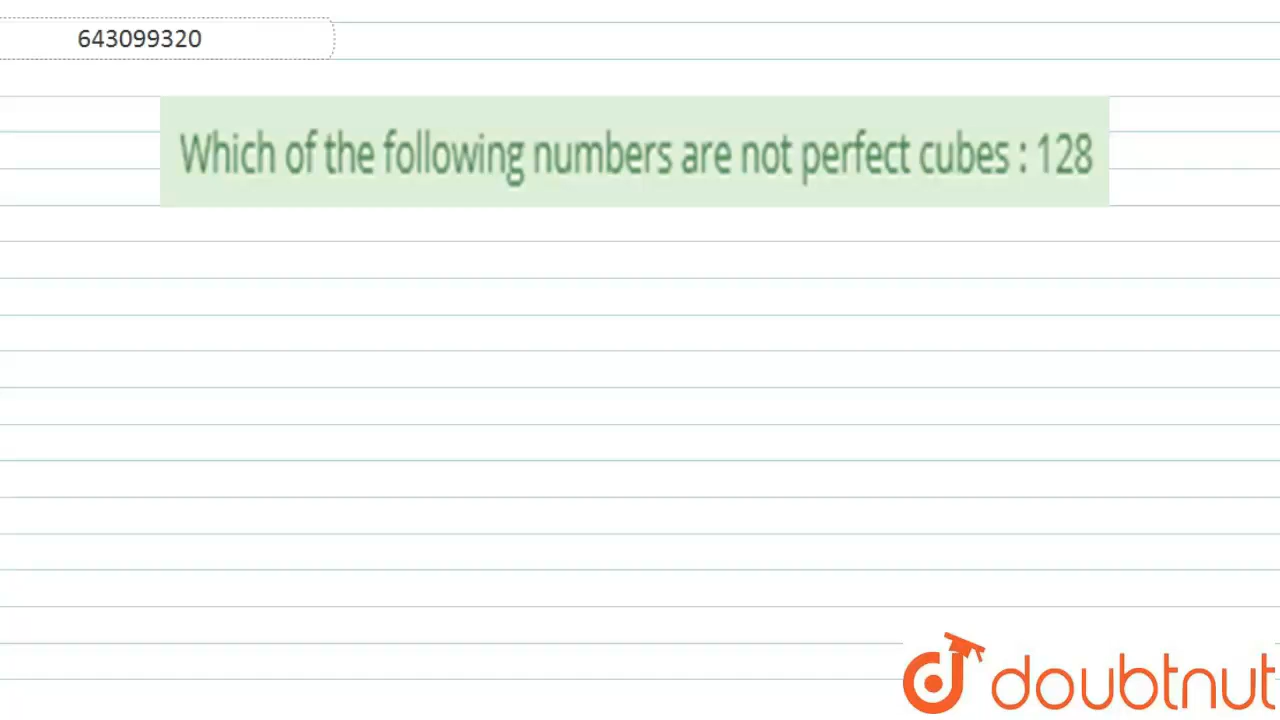 643099320
Which of the following numbers are not perfect cubes : 128
doubtnut